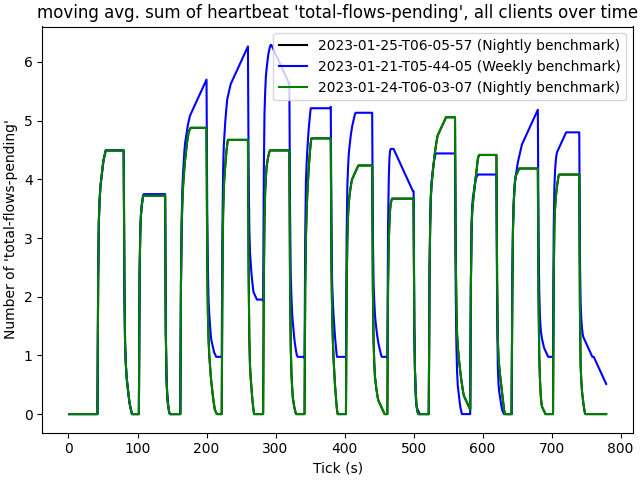 moving avg. sum of heartbeat 'total-flows-pending', all clients over time
2023-01-25-T06-05-57 (Nightly benchmark)
2023-01-21-T05-44-05 (Weekly benchmark)
2023-01-24-T06-03-07 (Nightly benchmark)
Number of 'total-flows-pending'
6
5
4
3
2
1
0
0 100 200 300 400 500 600 700 800
Tick (s)